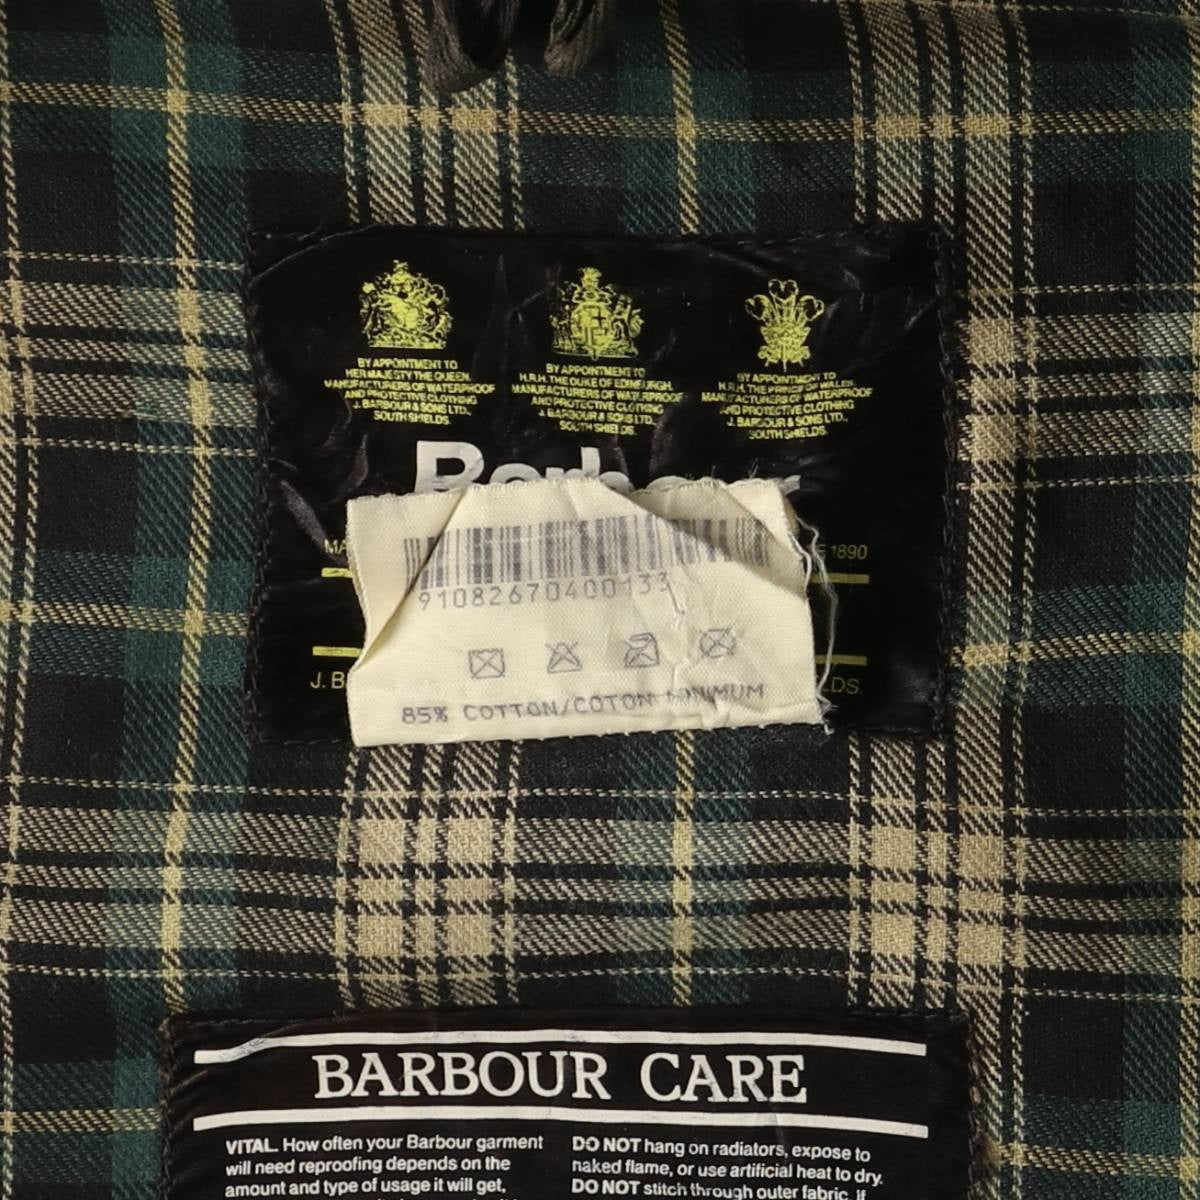 BY APPOINTMENT TO
HER MAJESTY THE QUEEN.
MANUFACTURERS OF WATERPROOF
AND PROTECTIVE CLOTHING
J. BARBOUR & SONS LTD.,
SOUTH SHIELDS.
BY APPOINTMENT TO
H.R.H. THE DUKE OF EDINBURGH.
MANUFACTURERS OF WATERPROOF
AND PROTECTIVE CLOTHING
J. BARBOUR & SONS LTD.,
SOUTH SHIELDS.
BY APPOINTMENT TO
H.R.H. THE PRINCE OF WALES.
MANUFACTURERS OF WATERPROOF
AND PROTECTIVE CLOTHING
J. BARBOUR & SONS LTD.,
SOUTH SHIELDS.
Barbour
1890
91082670400133
J. B
LDS.
85% COTTON/COTON MINIMUM
BARBOUR CARE
VITAL. How often your Barbour garment
will need reproofing depends on the
amount and type of usage it will get,
DO NOT hang on radiators, expose to
naked flame, or use artificial heat to dry.
DO NOT stitch through outer fabric. If